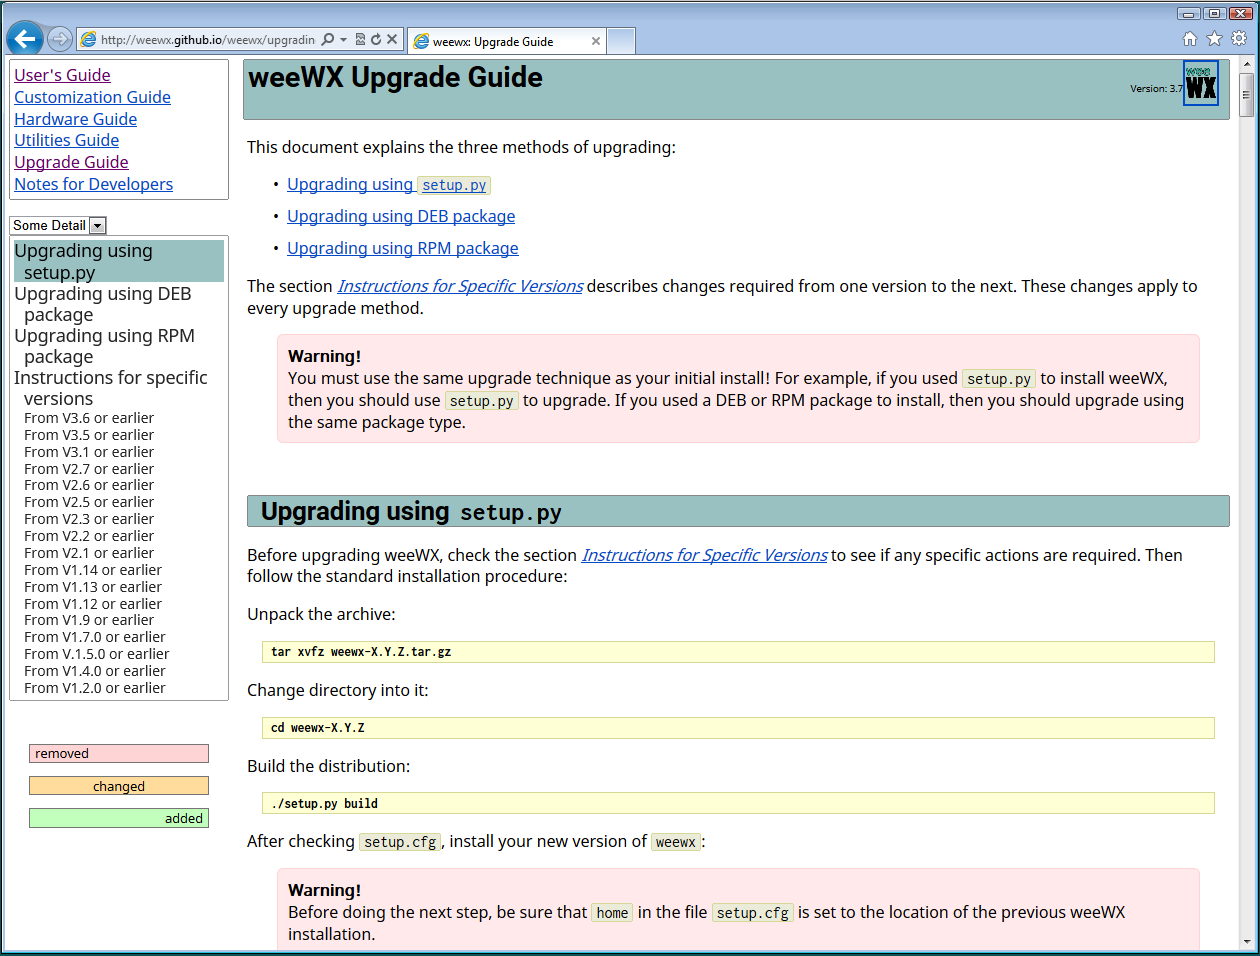 http://weewx.github.io/weewx/upgradin
weewx: Upgrade Guide
User's Guide
Customization Guide
Hardware Guide
Utilities Guide
Upgrade Guide
Notes for Developers
Some Detail
Upgrading using
setup.py
Upgrading using DEB
package
Upgrading using RPM
package
Instructions for specific
versions
From V3.6 or earlier
From V3.5 or earlier
From V3.1 or earlier
From V2.7 or earlier
From V2.6 or earlier
From V2.5 or earlier
From V2.3 or earlier
From V2.2 or earlier
From V2.1 or earlier
From V1.14 or earlier
From V1.13 or earlier
From V1.12 or earlier
From V1.9 or earlier
From V1.7.0 or earlier
From V.1.5.0 or earlier
From V1.4.0 or earlier
From V1.2.0 or earlier
removed
changed
added
weeWX Upgrade Guide
Version: 3.7
wee
WX
This document explains the three methods of upgrading:
• Upgrading using setup.py
• Upgrading using DEB package
• Upgrading using RPM package
The section Instructions for Specific Versions describes changes required from one version to the next. These changes apply to
every upgrade method.
Warning!
You must use the same upgrade technique as your initial install! For example, if you used setup.py to install weeWX,
then you should use setup.py to upgrade. If you used a DEB or RPM package to install, then you should upgrade using
the same package type.
Upgrading using setup.py
Before upgrading weeWX, check the section Instructions for Specific Versions to see if any specific actions are required. Then
follow the standard installation procedure:
Unpack the archive:
tar xvfz weewx-X.Y.Z.tar.gz
Change directory into it:
cd weewx-X.Y.Z
Build the distribution:
./setup.py build
After checking setup.cfg, install your new version of weewx:
Warning!
Before doing the next step, be sure that home in the file setup.cfg is set to the location of the previous weeWX
installation.